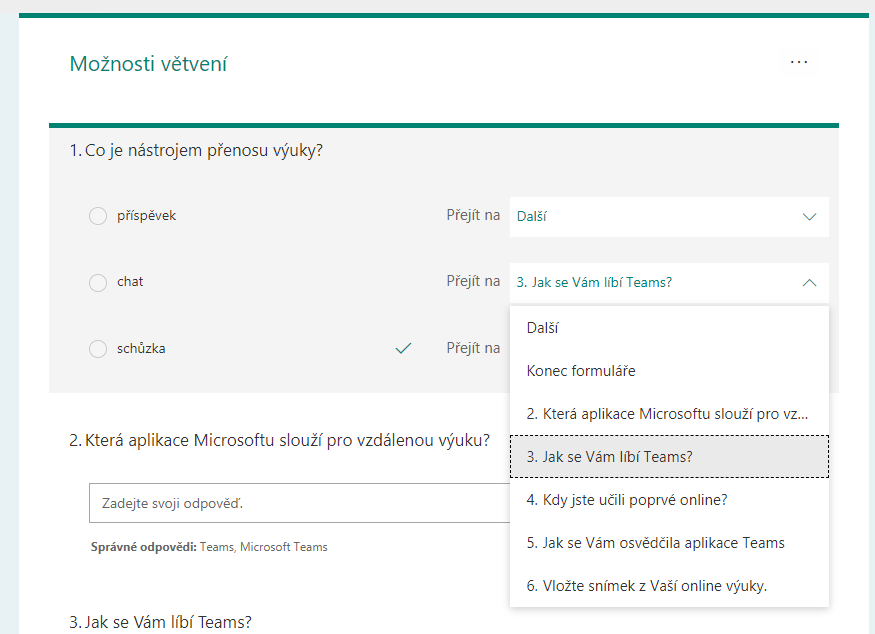 Možnosti větvení
...
1. Co je nástrojem přenosu výuky?
příspěvek Přejít na Další
chat Přejít na 3. Jak se Vám líbí Teams?
schůzka Přejít na
Další
Konec formuláře
2. Která aplikace Microsoftu slouží pro vz...
3. Jak se Vám líbí Teams?
4. Kdy jste učili poprvé online?
5. Jak se Vám osvědčila aplikace Teams
6. Vložte snímek z Vaší online výuky.
2. Která aplikace Microsoftu slouží pro vzdálenou výuku?
Zadejte svoji odpověď.
Správné odpovědi: Teams, Microsoft Teams
3. Jak se Vám líbí Teams?